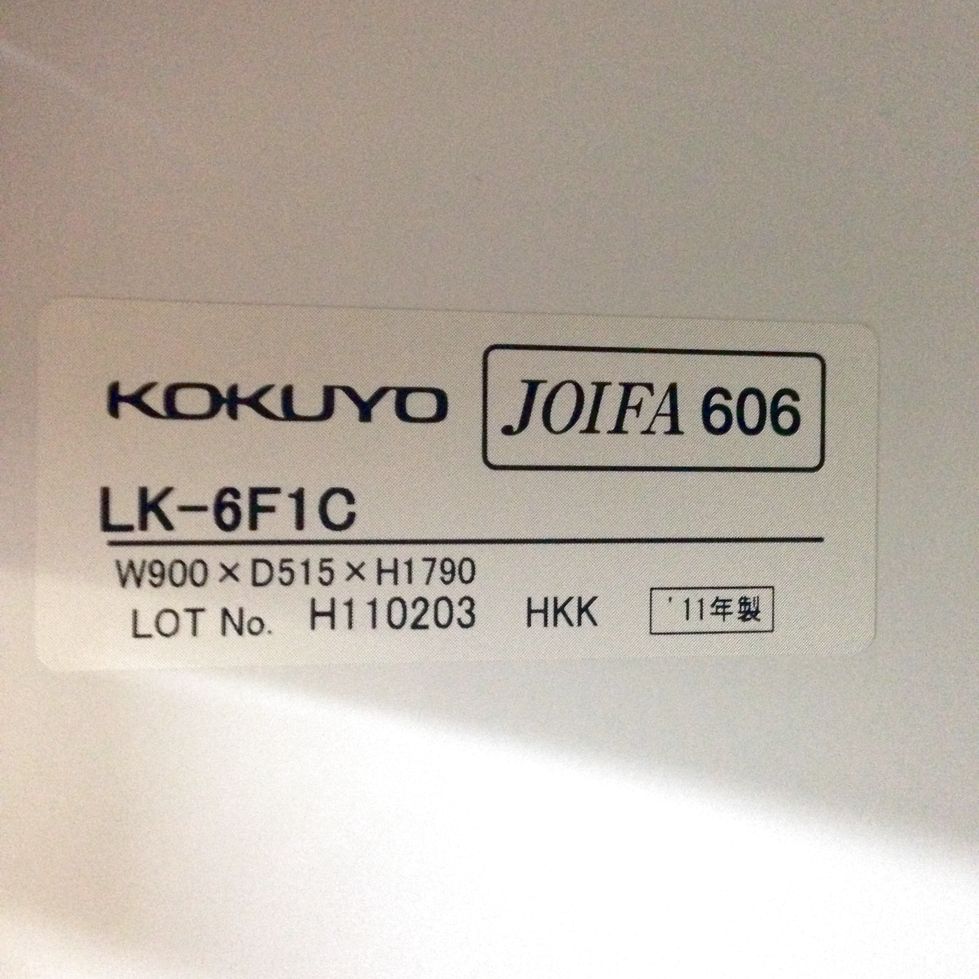 KOKUYO JOIFA 606
LK-6F1C
W900×D515×H1790
LOT No. H110203 HKK '11年製